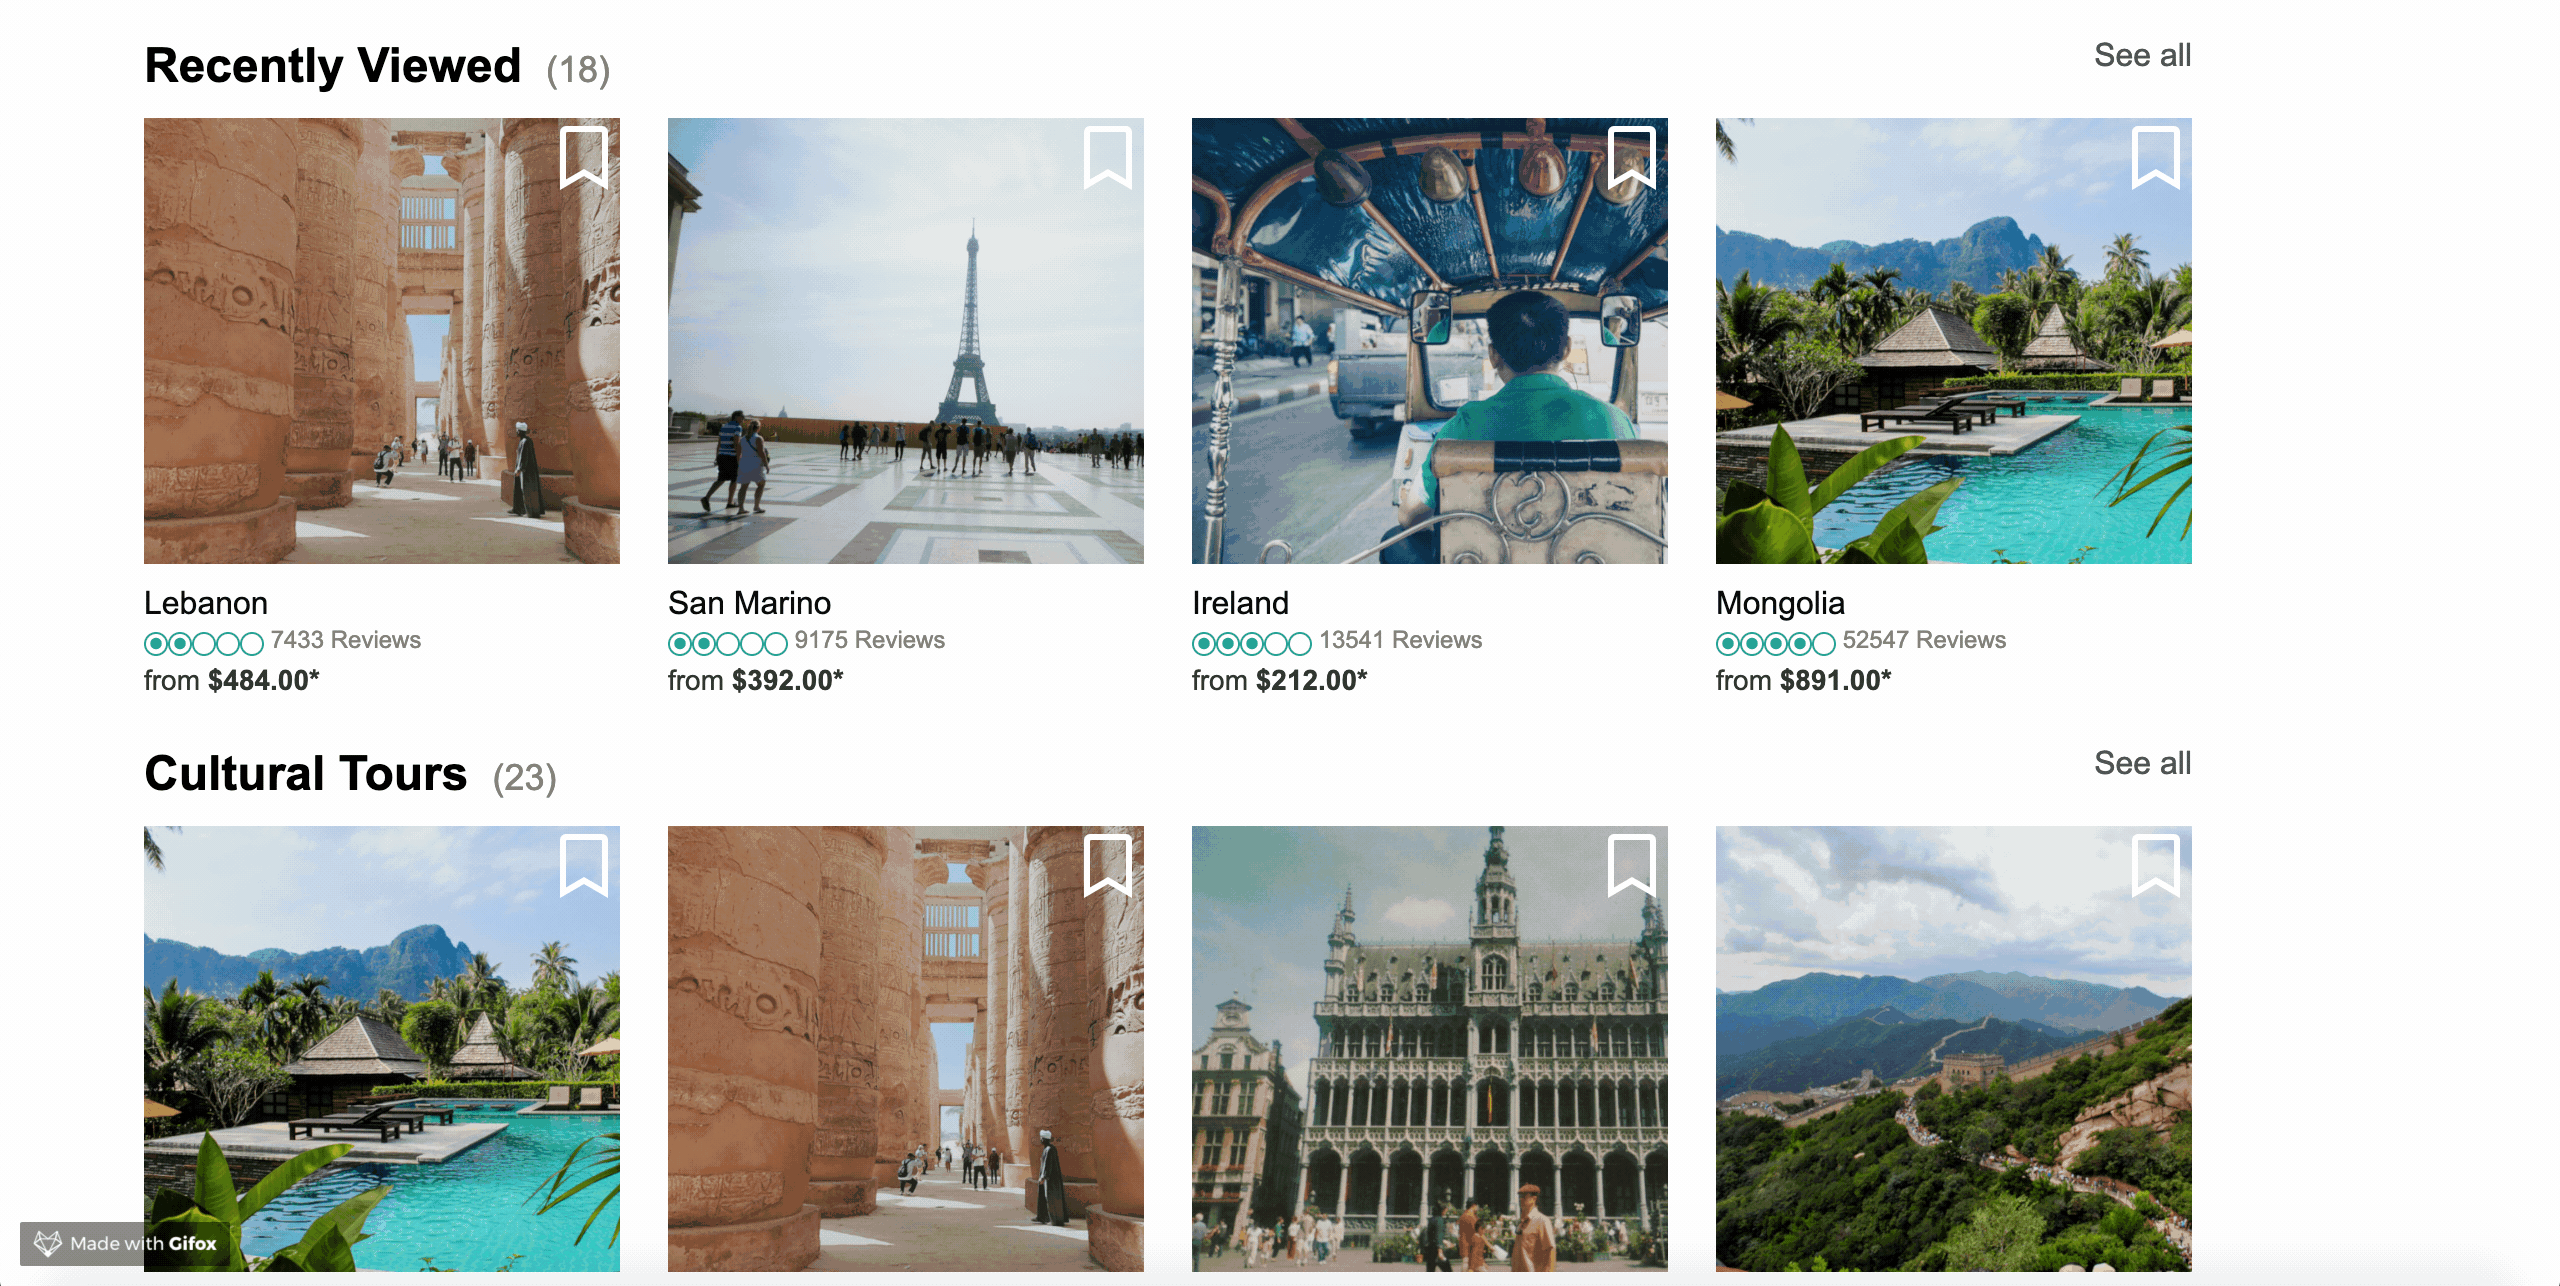 Recently Viewed (18)
See all
Lebanon
7433 Reviews
from $484.00*
San Marino
9175 Reviews
from $392.00*
Ireland
13541 Reviews
from $212.00*
Mongolia
52547 Reviews
from $891.00*
Cultural Tours (23)
See all
Made with Gifox